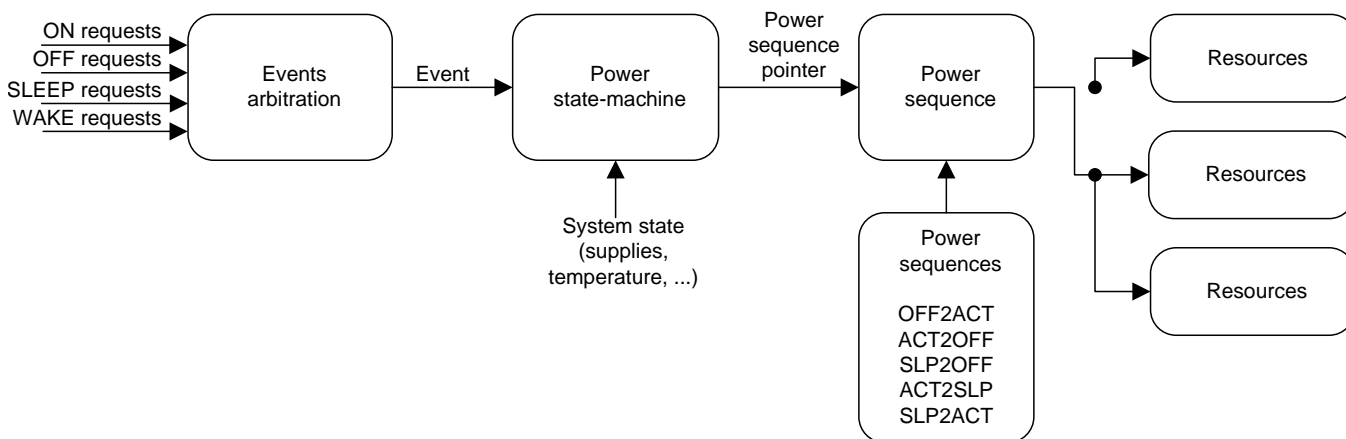 ON requests
OFF requests
SLEEP requests
WAKE requests
Events
arbitration
Event
Power
state-machine
System state
(supplies,
temperature, ...)
Power
sequence
pointer
Power
sequence
Power
sequences
OFF2ACT
ACT2OFF
SLP2OFF
ACT2SLP
SLP2ACT
Resources
Resources
Resources